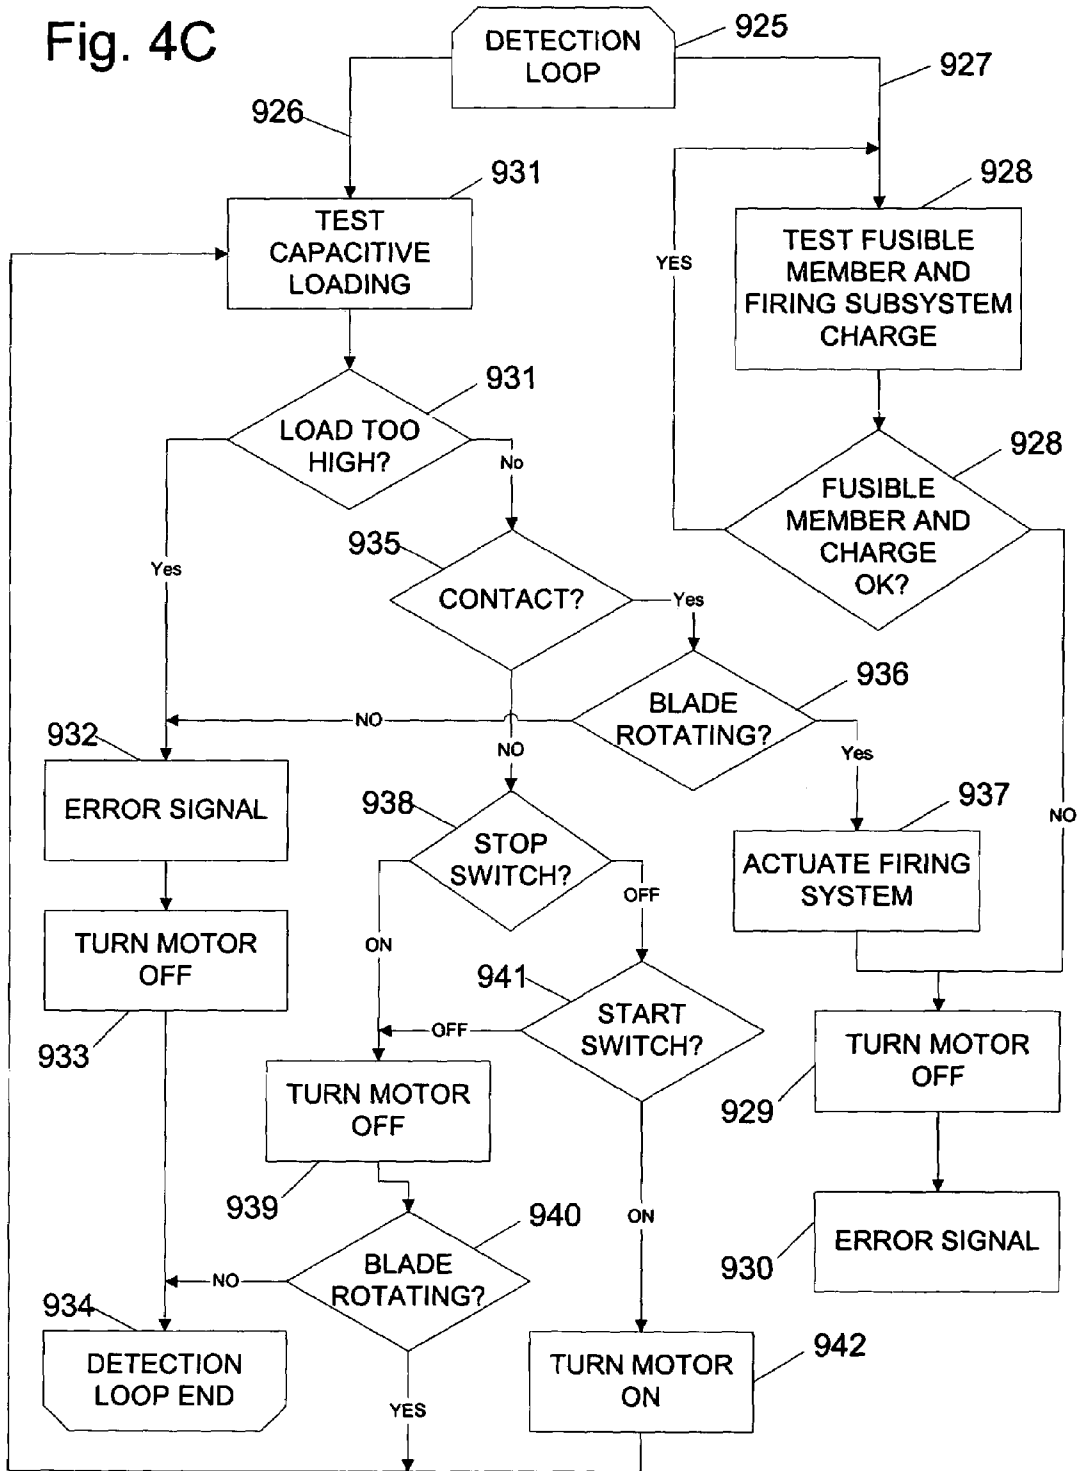 Fig. 4C
DETECTION
LOOP
925
927
926
931
TEST
CAPACITIVE
LOADING
928
TEST FUSIBLE
MEMBER AND
FIRING SUBSYSTEM
CHARGE
YES
931
LOAD TOO
HIGH?
No
Yes
928
FUSIBLE
MEMBER AND
CHARGE
OK?
NO
935
CONTACT?
Yes
NO
936
BLADE
ROTATING?
NO
Yes
932
ERROR SIGNAL
938
STOP
SWITCH?
OFF
ON
937
ACTUATE FIRING
SYSTEM
TURN MOTOR
OFF
933
941
START
SWITCH?
OFF
ON
TURN MOTOR
OFF
929
TURN MOTOR
OFF
939
940
BLADE
ROTATING?
NO
YES
ERROR SIGNAL
930
934
DETECTION
LOOP END
942
TURN MOTOR
ON